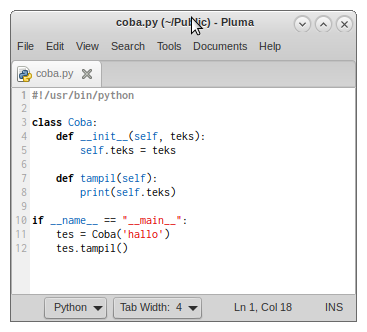 coba.py (~/Public) - Pluma
File Edit View Search Tools Documents Help
coba.py
1 #!/usr/bin/python
2
3 class Coba:
4     def __init__(self, teks):
5         self.teks = teks
6
7     def tampil(self):
8         print(self.teks)
9
10 if __name__ == "__main__":
11     tes = Coba('hallo')
12     tes.tampil()
Python Tab Width: 4 Ln 1, Col 18 INS